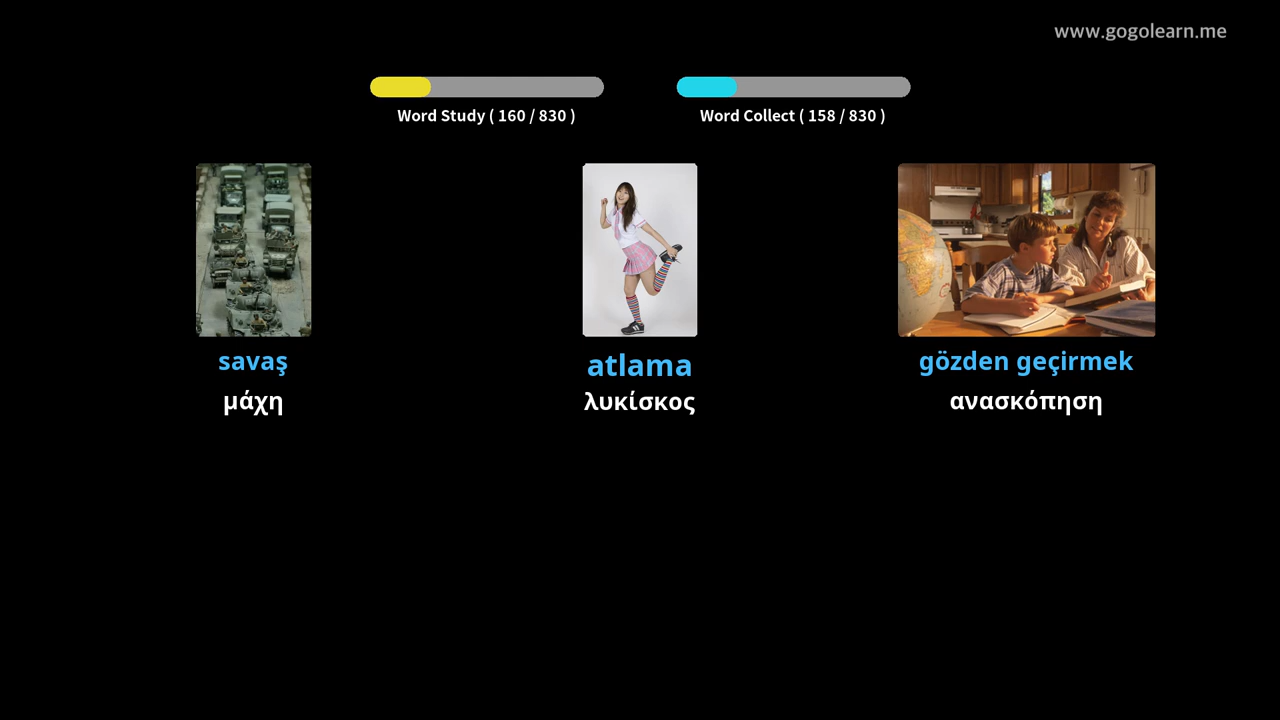 www.gogolearn.me
Word Study ( 160 / 830 )
Word Collect ( 158 / 830 )
savaş
μάχη
atlama
λυκίσκος
gözden geçirmek
ανασκόπηση